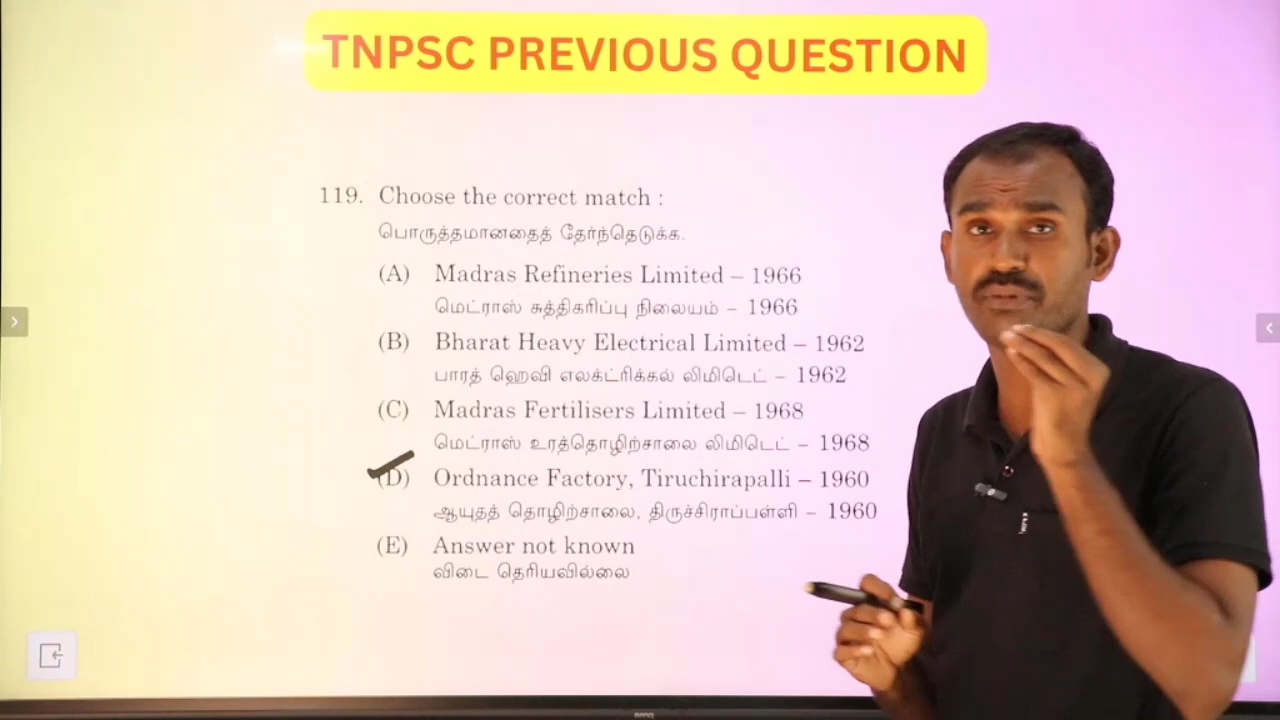 TNPSC PREVIOUS QUESTION
119. Choose the correct match :
பொருத்தமானதைத் தேர்ந்தெடுக்க.
(A) Madras Refineries Limited – 1966
மெட்ராஸ் சுத்திகரிப்பு நிலையம் – 1966
(B) Bharat Heavy Electrical Limited – 1962
பாரத் ஹெவி எலக்ட்ரிக்கல் லிமிடெட் – 1962
(C) Madras Fertilisers Limited – 1968
மெட்ராஸ் உரத்தொழிற்சாலை லிமிடெட் – 1968
(D) Ordnance Factory, Tiruchirapalli – 1960
ஆயுதத் தொழிற்சாலை, திருச்சிராப்பள்ளி – 1960
(E) Answer not known
விடை தெரியவில்லை
BENQ